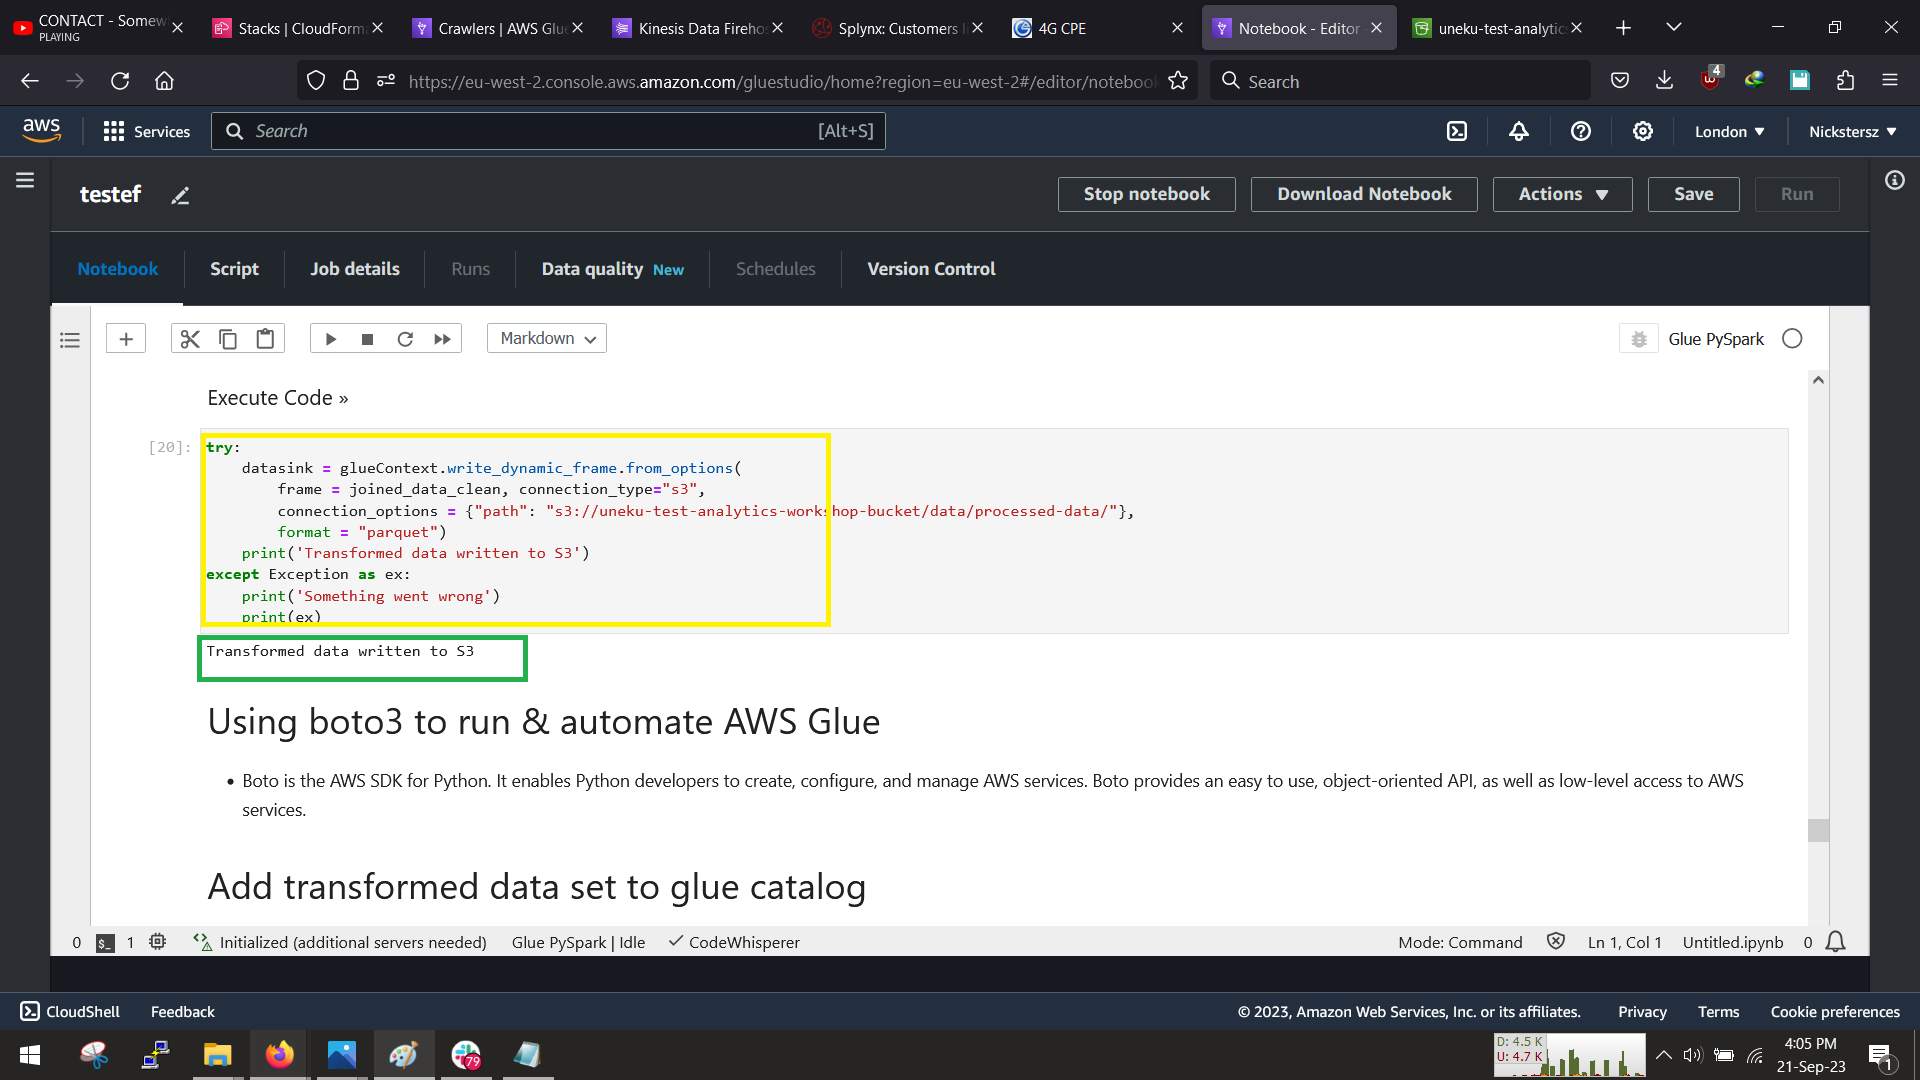 CONTACT - Somew
PLAYING
Stacks | CloudForma
Crawlers | AWS Glue
Kinesis Data Firehos
Splynx: Customers li
4G CPE
Notebook - Editor -
uneku-test-analytics
https://eu-west-2.console.aws.amazon.com/gluestudio/home?region=eu-west-2#/editor/notebook
Search
4
aws
Services
Search
[Alt+S]
London
Nickstersz
testef
Stop notebook
Download Notebook
Actions
Save
Run
Notebook
Script
Job details
Runs
Data quality New
Schedules
Version Control
Markdown
Glue PySpark
Execute Code »
[20]:
try:
    datasink = glueContext.write_dynamic_frame.from_options(
        frame = joined_data_clean, connection_type="s3",
        connection_options = {"path": "s3://uneku-test-analytics-workshop-bucket/data/processed-data/"},
        format = "parquet")
    print('Transformed data written to S3')
except Exception as ex:
    print('Something went wrong')
    print(ex)
Transformed data written to S3
Using boto3 to run & automate AWS Glue
• Boto is the AWS SDK for Python. It enables Python developers to create, configure, and manage AWS services. Boto provides an easy to use, object-oriented API, as well as low-level access to AWS
services.
Add transformed data set to glue catalog
0
$_
1
Initialized (additional servers needed)
Glue PySpark | Idle
CodeWhisperer
Mode: Command
Ln 1, Col 1
Untitled.ipynb
0
CloudShell
Feedback
© 2023, Amazon Web Services, Inc. or its affiliates.
Privacy
Terms
Cookie preferences
79
D: 4.5 K
U: 4.7 K
4:05 PM
21-Sep-23
1